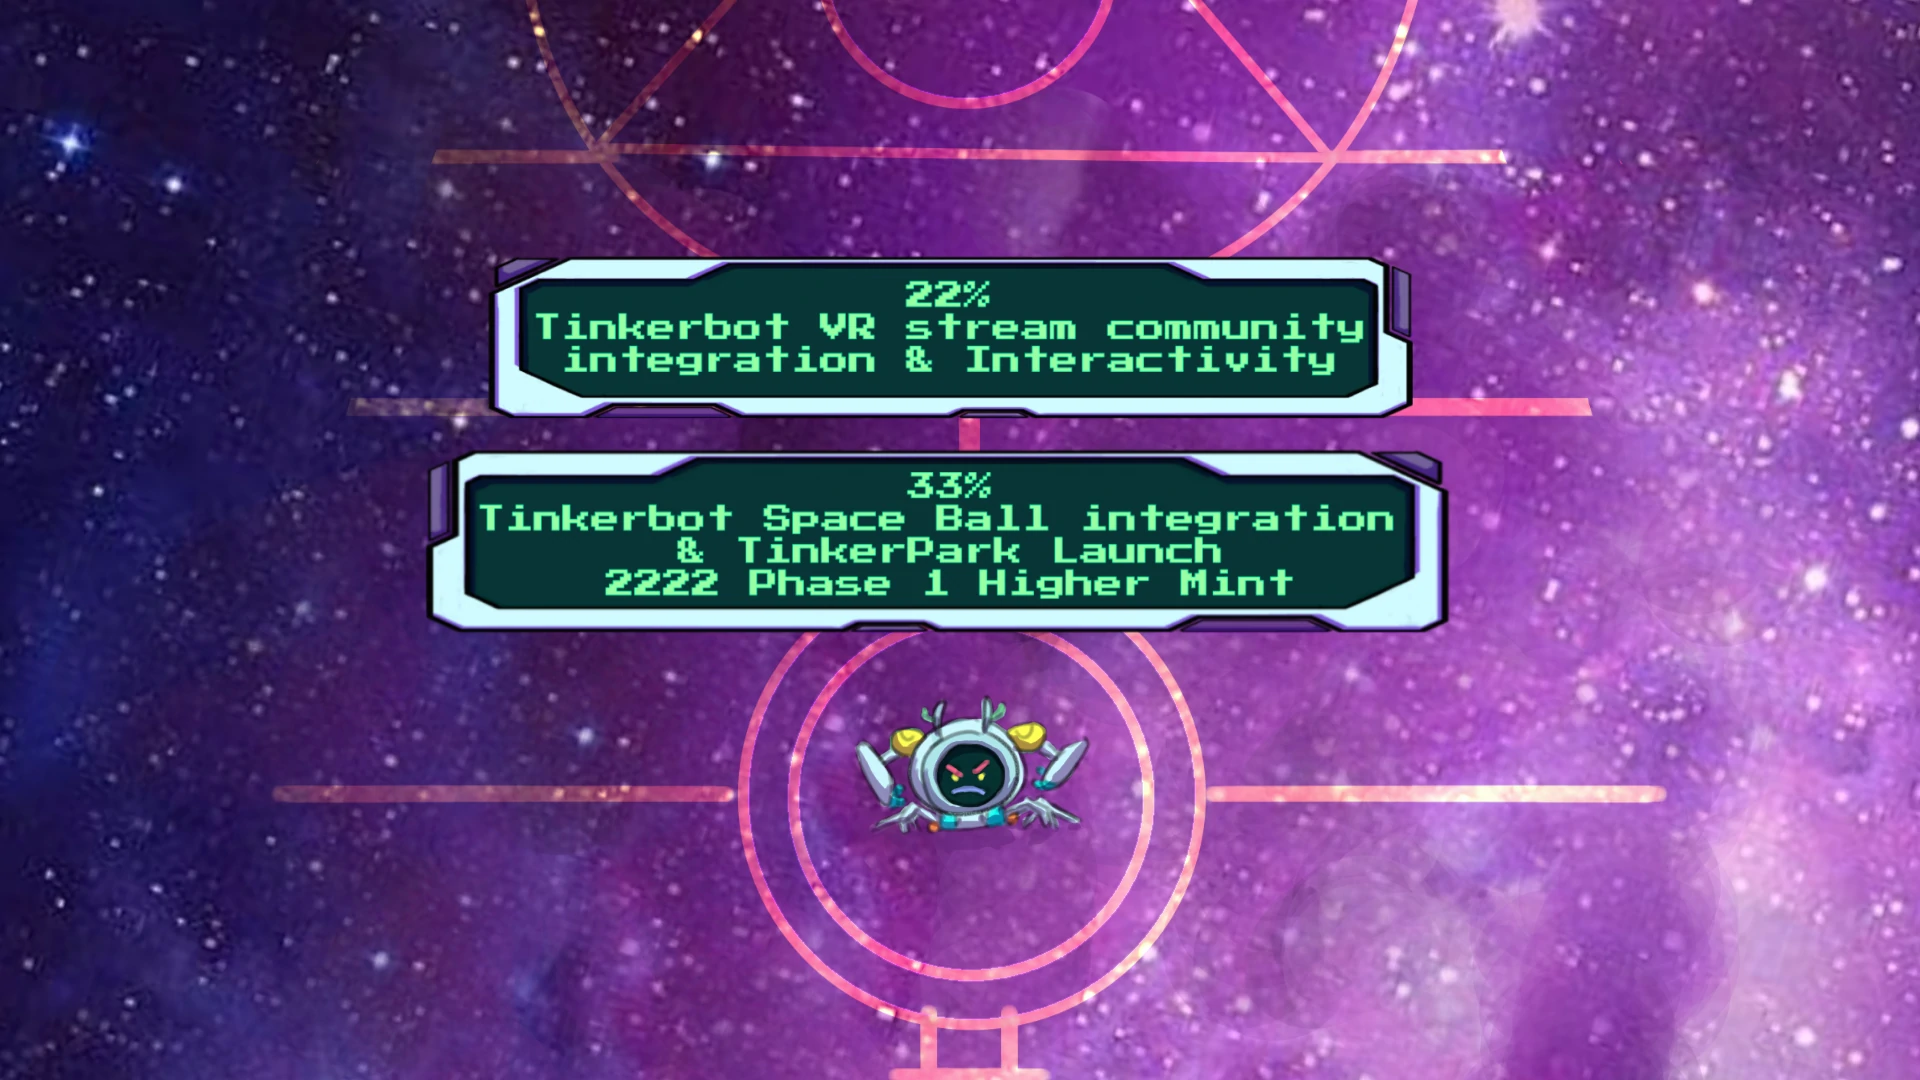 22%
Tinkerbot VR stream community
integration & Interactivity
33%
Tinkerbot Space Ball integration
& TinkerPark Launch
2222 Phase 1 Higher Mint